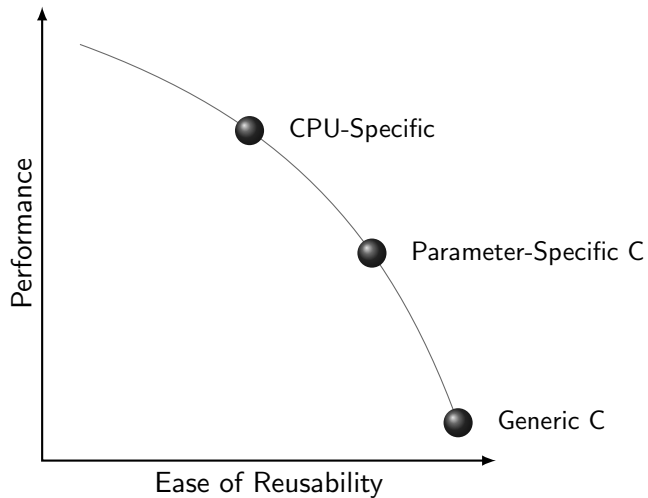 CPU-Specific
Performance
Parameter-Specific C
Generic C
Ease of Reusability